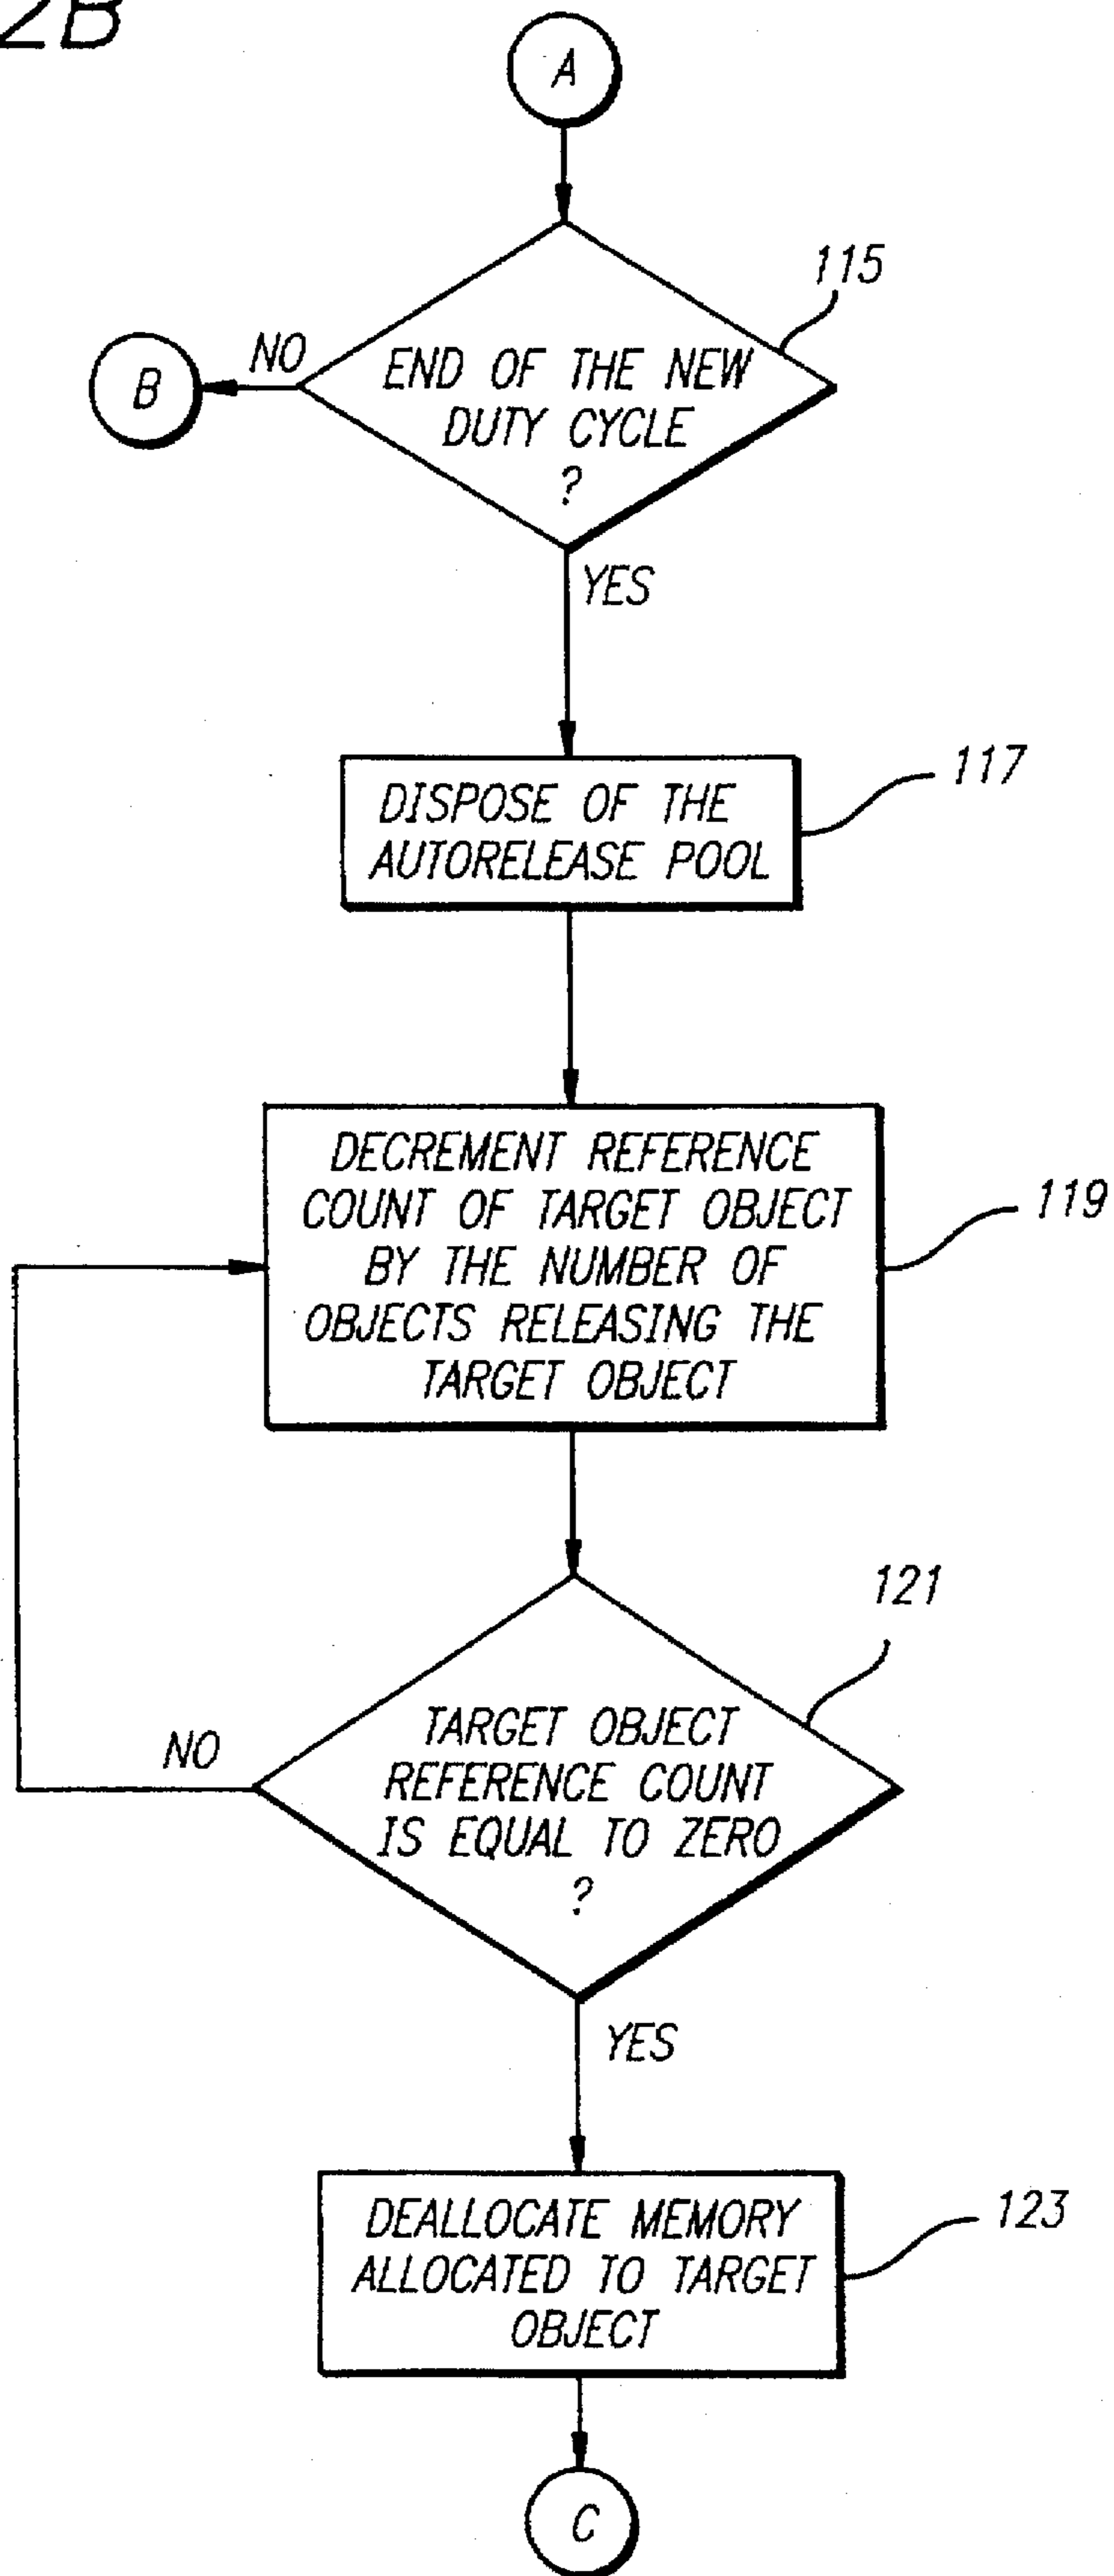 2B
A
115
NO
B
END OF THE NEW
DUTY CYCLE
?
YES
117
DISPOSE OF THE
AUTORELEASE POOL
DECREMENT REFERENCE
COUNT OF TARGET OBJECT
BY THE NUMBER OF
OBJECTS RELEASING THE
TARGET OBJECT
119
121
NO
TARGET OBJECT
REFERENCE COUNT
IS EQUAL TO ZERO
?
YES
DEALLOCATE MEMORY
ALLOCATED TO TARGET
OBJECT
123
C